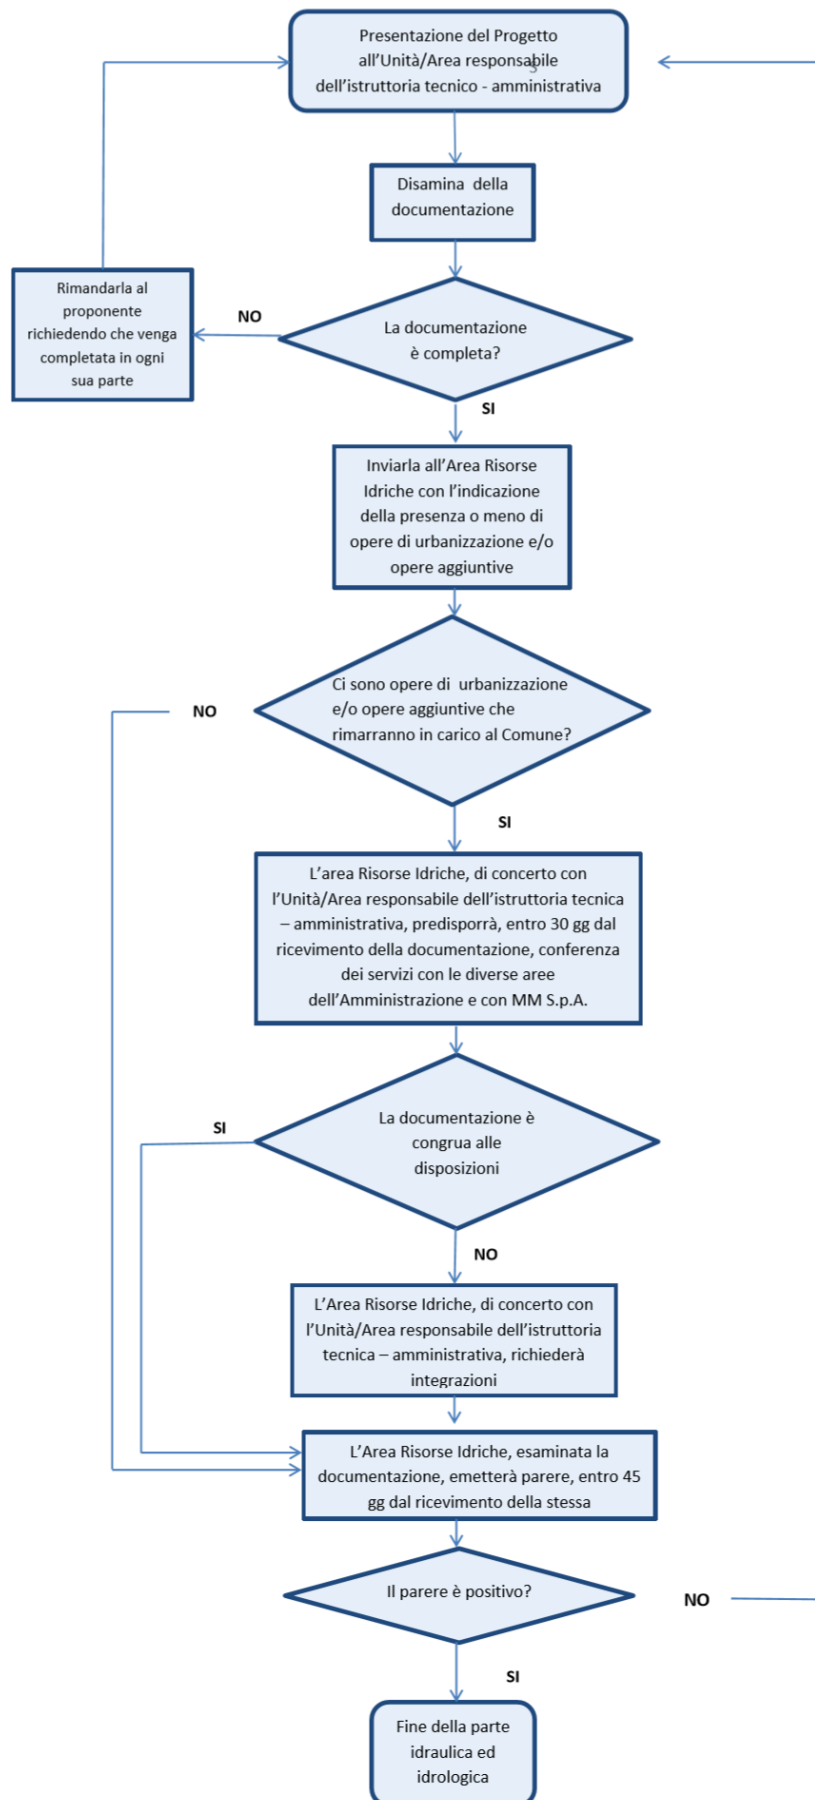 Presentazione del Progetto
all'Unità/Area responsabile
5
dell'istruttoria tecnico - amministrativa
Disamina della
documentazione
Rimandarla al
proponente
richiedendo che venga
completata in ogni
sua parte
NO
La documentazione
è completa?
SI
Inviarla all'Area Risorse
Idriche con l'indicazione
della presenza o meno di
opere di urbanizzazione e/o
opere aggiuntive
Ci sono opere di urbanizzazione
e/o opere aggiuntive che
rimarranno in carico al Comune?
NO
SI
L'area Risorse Idriche, di concerto con
l'Unità/Area responsabile dell'istruttoria tecnica
– amministrativa, predisporrà, entro 30 gg dal
ricevimento della documentazione, conferenza
dei servizi con le diverse aree
dell'Amministrazione e con MM S.p.A.
La documentazione è
congrua alle
disposizioni
SI
NO
L'Area Risorse Idriche, di concerto con
l'Unità/Area responsabile dell'istruttoria
tecnica – amministrativa, richiederà
integrazioni
L'Area Risorse Idriche, esaminata la
documentazione, emetterà parere, entro 45
gg dal ricevimento della stessa
Il parere è positivo?
NO
SI
Fine della parte
idraulica ed
idrologica